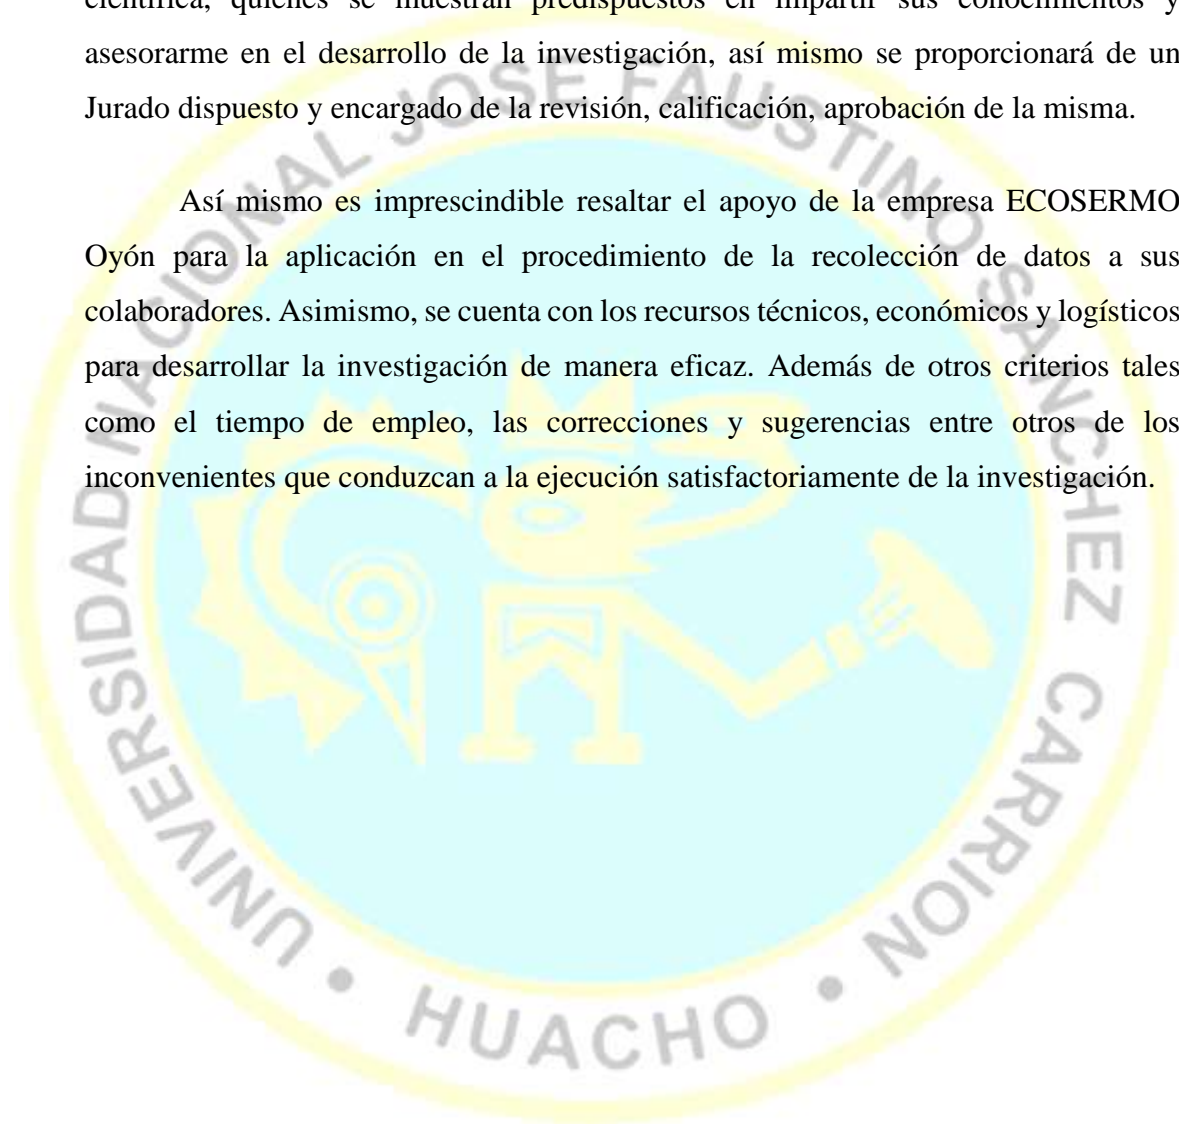 científica, quienes se muestran predispuestos en impartir sus conocimientos y
asesorarme en el desarrollo de la investigación, así mismo se proporcionará de un
Jurado dispuesto y encargado de la revisión, calificación, aprobación de la misma.
Así mismo es imprescindible resaltar el apoyo de la empresa ECOSERMO
Oyón para la aplicación en el procedimiento de la recolección de datos a sus
colaboradores. Asimismo, se cuenta con los recursos técnicos, económicos y logísticos
para desarrollar la investigación de manera eficaz. Además de otros criterios tales
como el tiempo de empleo, las correcciones y sugerencias entre otros de los
inconvenientes que conduzcan a la ejecución satisfactoriamente de la investigación.
UNIVERSIDAD NACIONAL JOSE FAUSTINO SANCHEZ CARRION
• HUACHO •